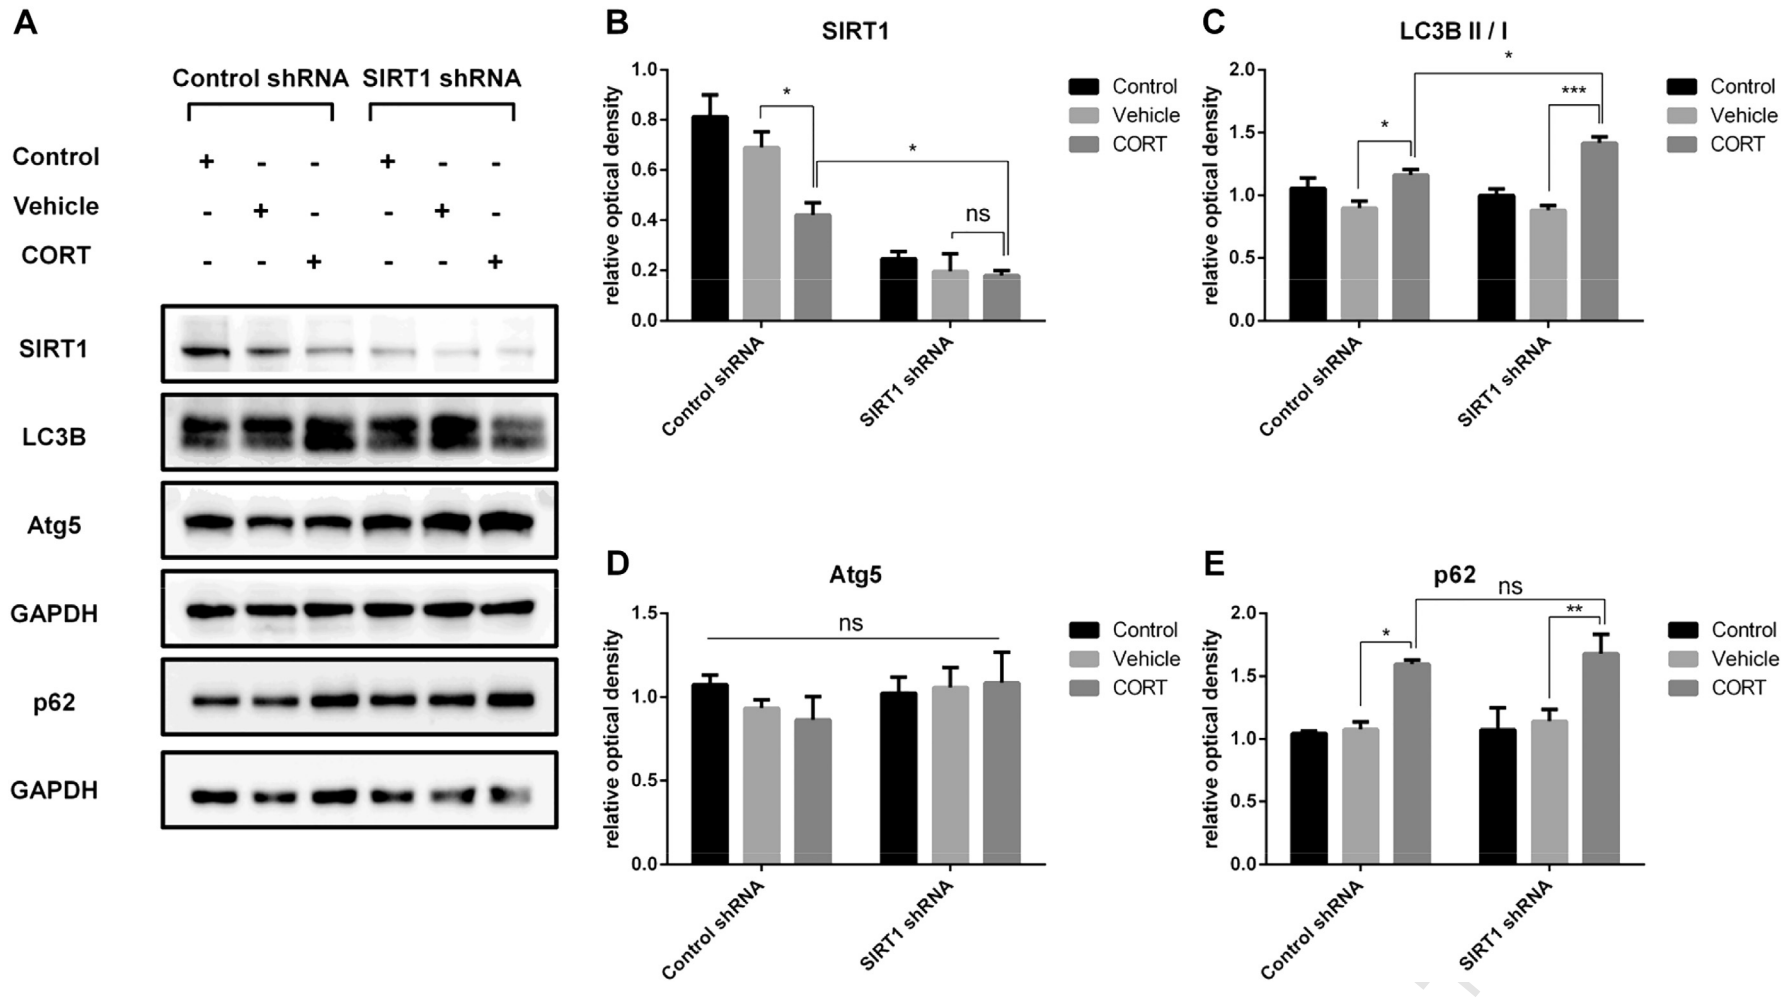 A
Control shRNA SIRT1 shRNA
Control + - - + - -
Vehicle - + - - + -
CORT - - + - - +
SIRT1
LC3B
Atg5
GAPDH
p62
GAPDH
B
SIRT1
relative optical density
1.0
0.8
0.6
0.4
0.2
0.0
*
*
ns
Control
Vehicle
CORT
Control shRNA
SIRT1 shRNA
C
LC3B II / I
relative optical density
2.0
1.5
1.0
0.5
0.0
*
*
***
Control
Vehicle
CORT
Control shRNA
SIRT1 shRNA
D
Atg5
relative optical density
1.5
1.0
0.5
0.0
ns
Control
Vehicle
CORT
Control shRNA
SIRT1 shRNA
E
p62
relative optical density
2.0
1.5
1.0
0.5
0.0
ns
*
**
Control
Vehicle
CORT
Control shRNA
SIRT1 shRNA